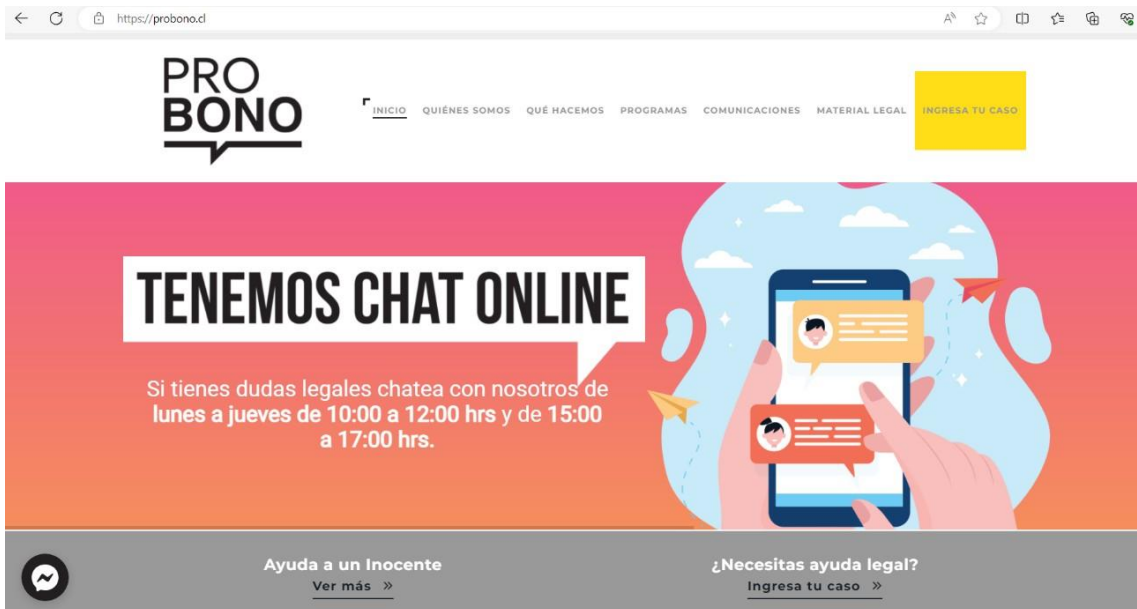 https://probono.cl
PRO
BONO
INICIO QUIÉNES SOMOS QUÉ HACEMOS PROGRAMAS COMUNICACIONES MATERIAL LEGAL INGRESA TU CASO
TENEMOS CHAT ONLINE
Si tienes dudas legales chatea con nosotros de
lunes a jueves de 10:00 a 12:00 hrs y de 15:00
a 17:00 hrs.
Ayuda a un Inocente
Ver más »
¿Necesitas ayuda legal?
Ingresa tu caso »